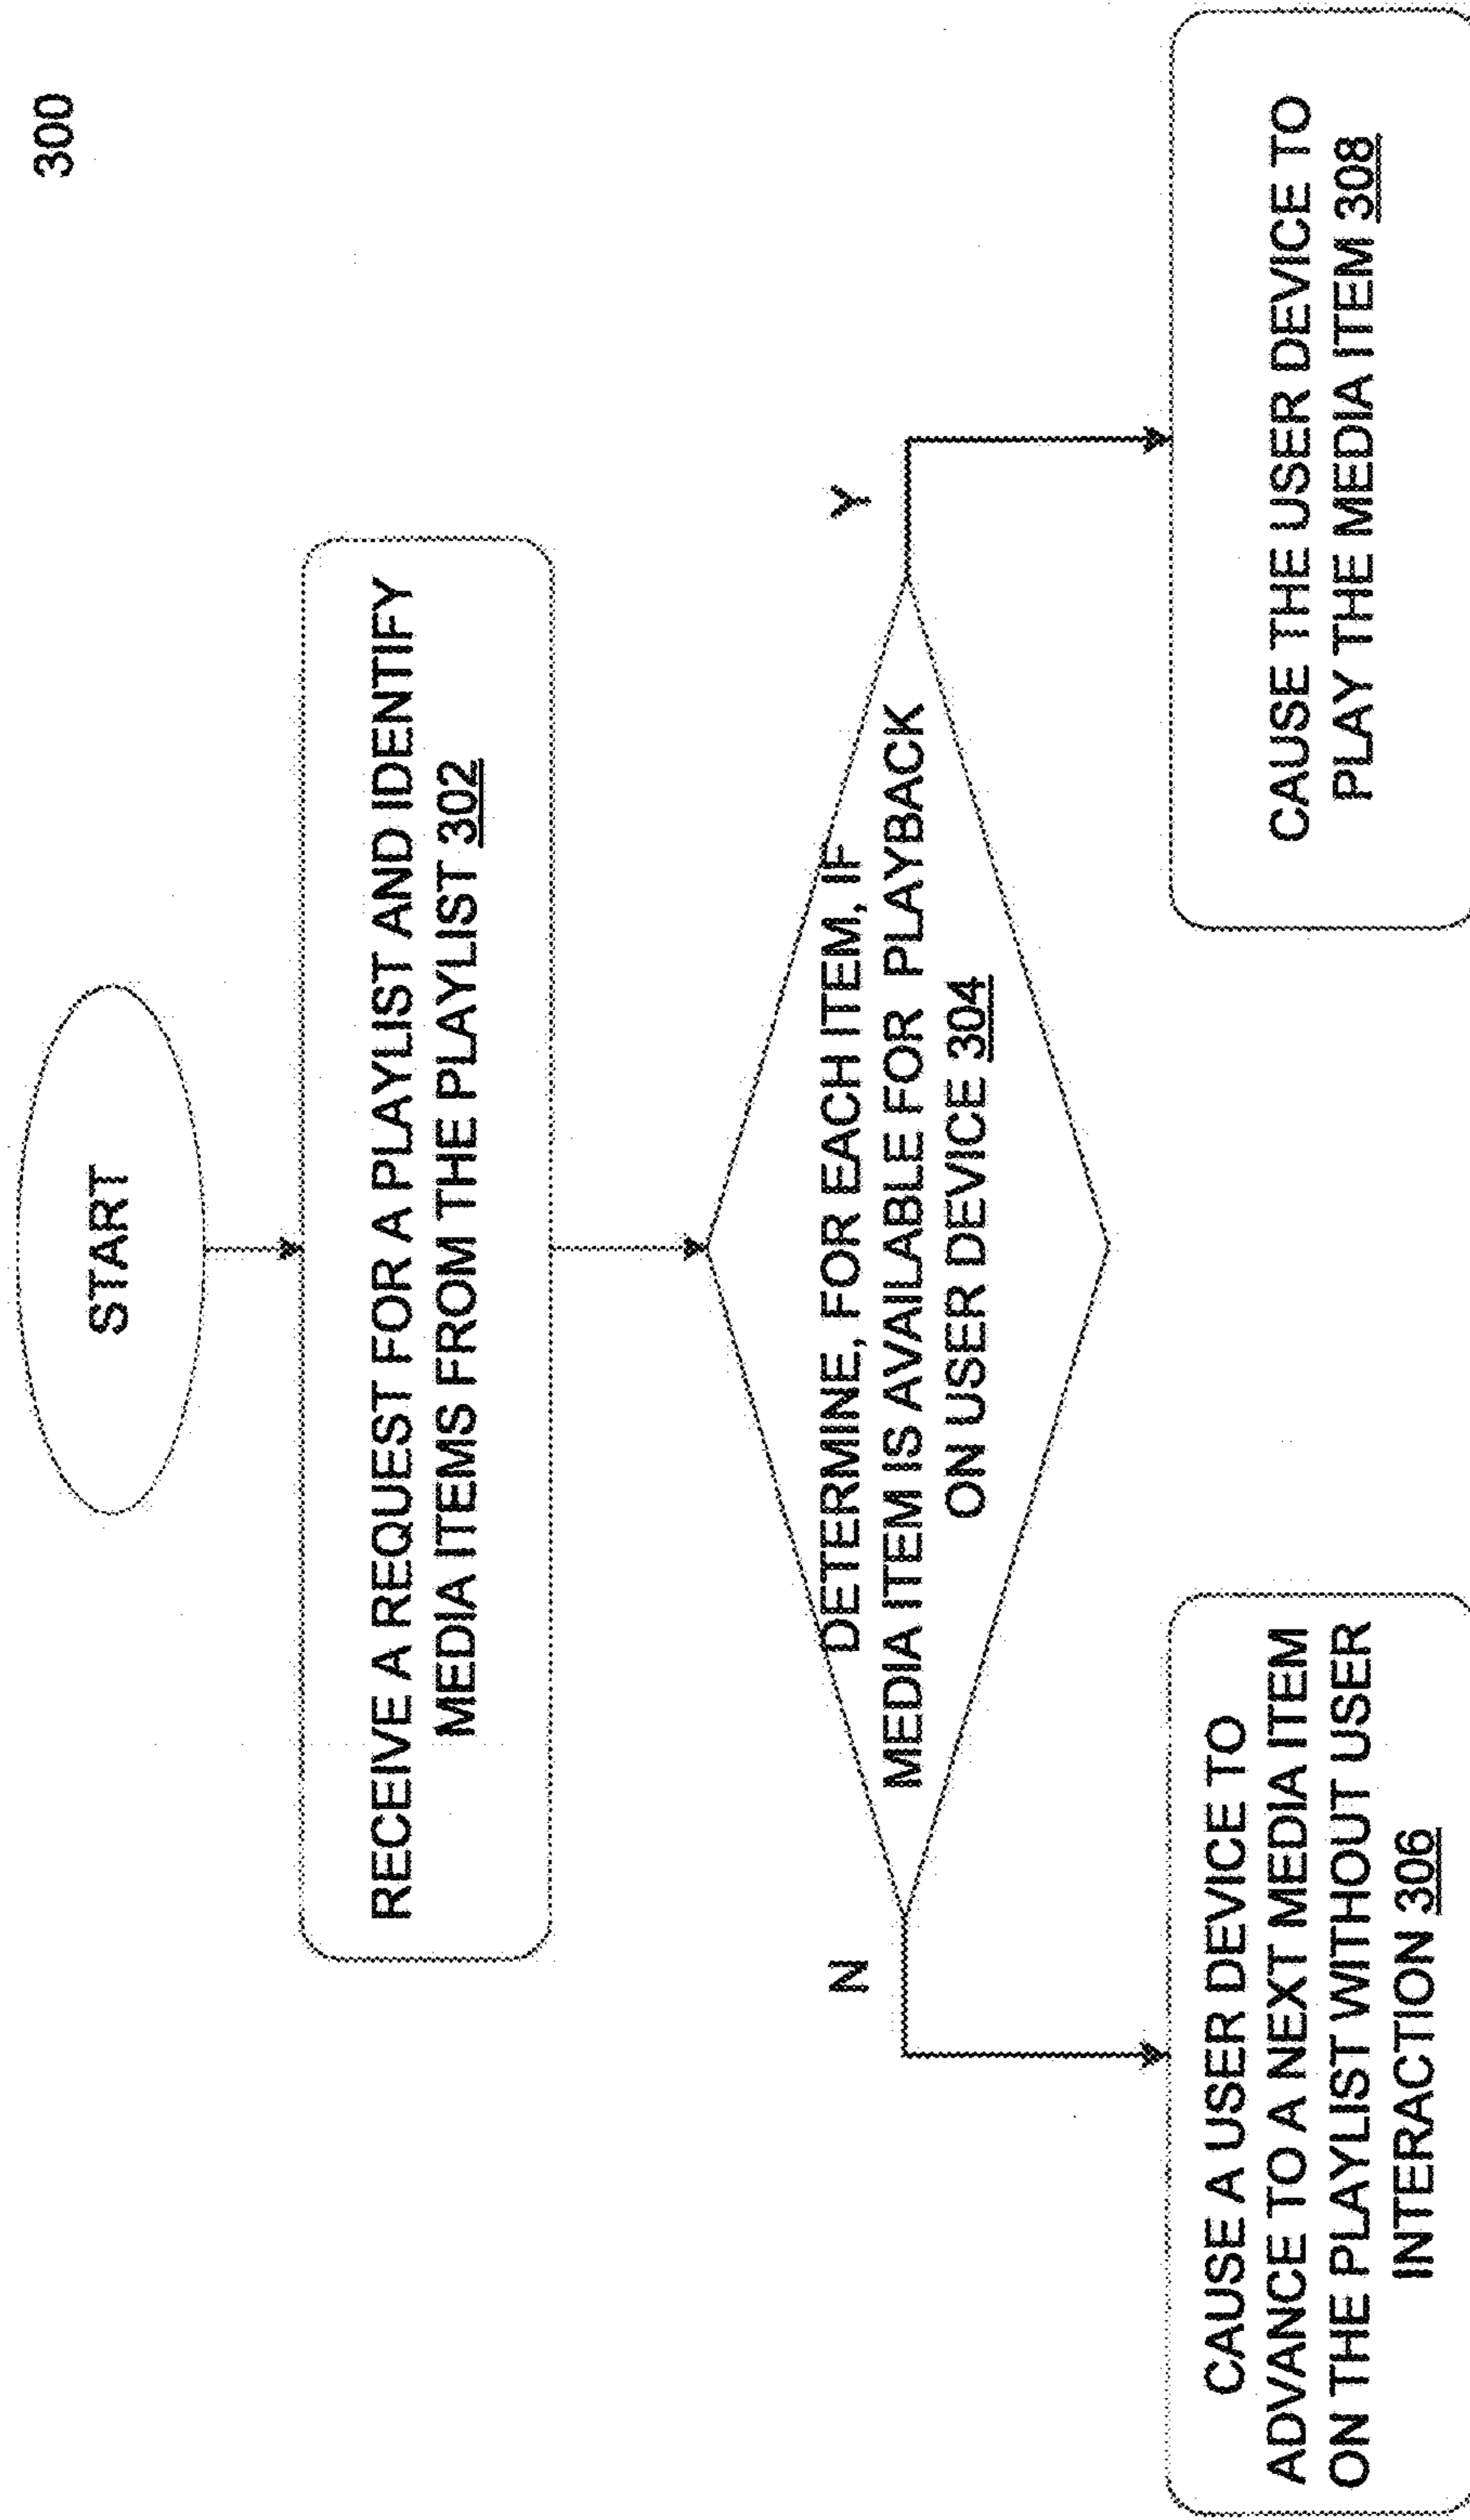 300
START
RECEIVE A REQUEST FOR A PLAYLIST AND IDENTIFY
MEDIA ITEMS FROM THE PLAYLIST 302
DETERMINE, FOR EACH ITEM, IF
MEDIA ITEM IS AVAILABLE FOR PLAYBACK
ON USER DEVICE 304
N
Y
CAUSE A USER DEVICE TO
ADVANCE TO A NEXT MEDIA ITEM
ON THE PLAYLIST WITHOUT USER
INTERACTION 306
CAUSE THE USER DEVICE TO
PLAY THE MEDIA ITEM 308